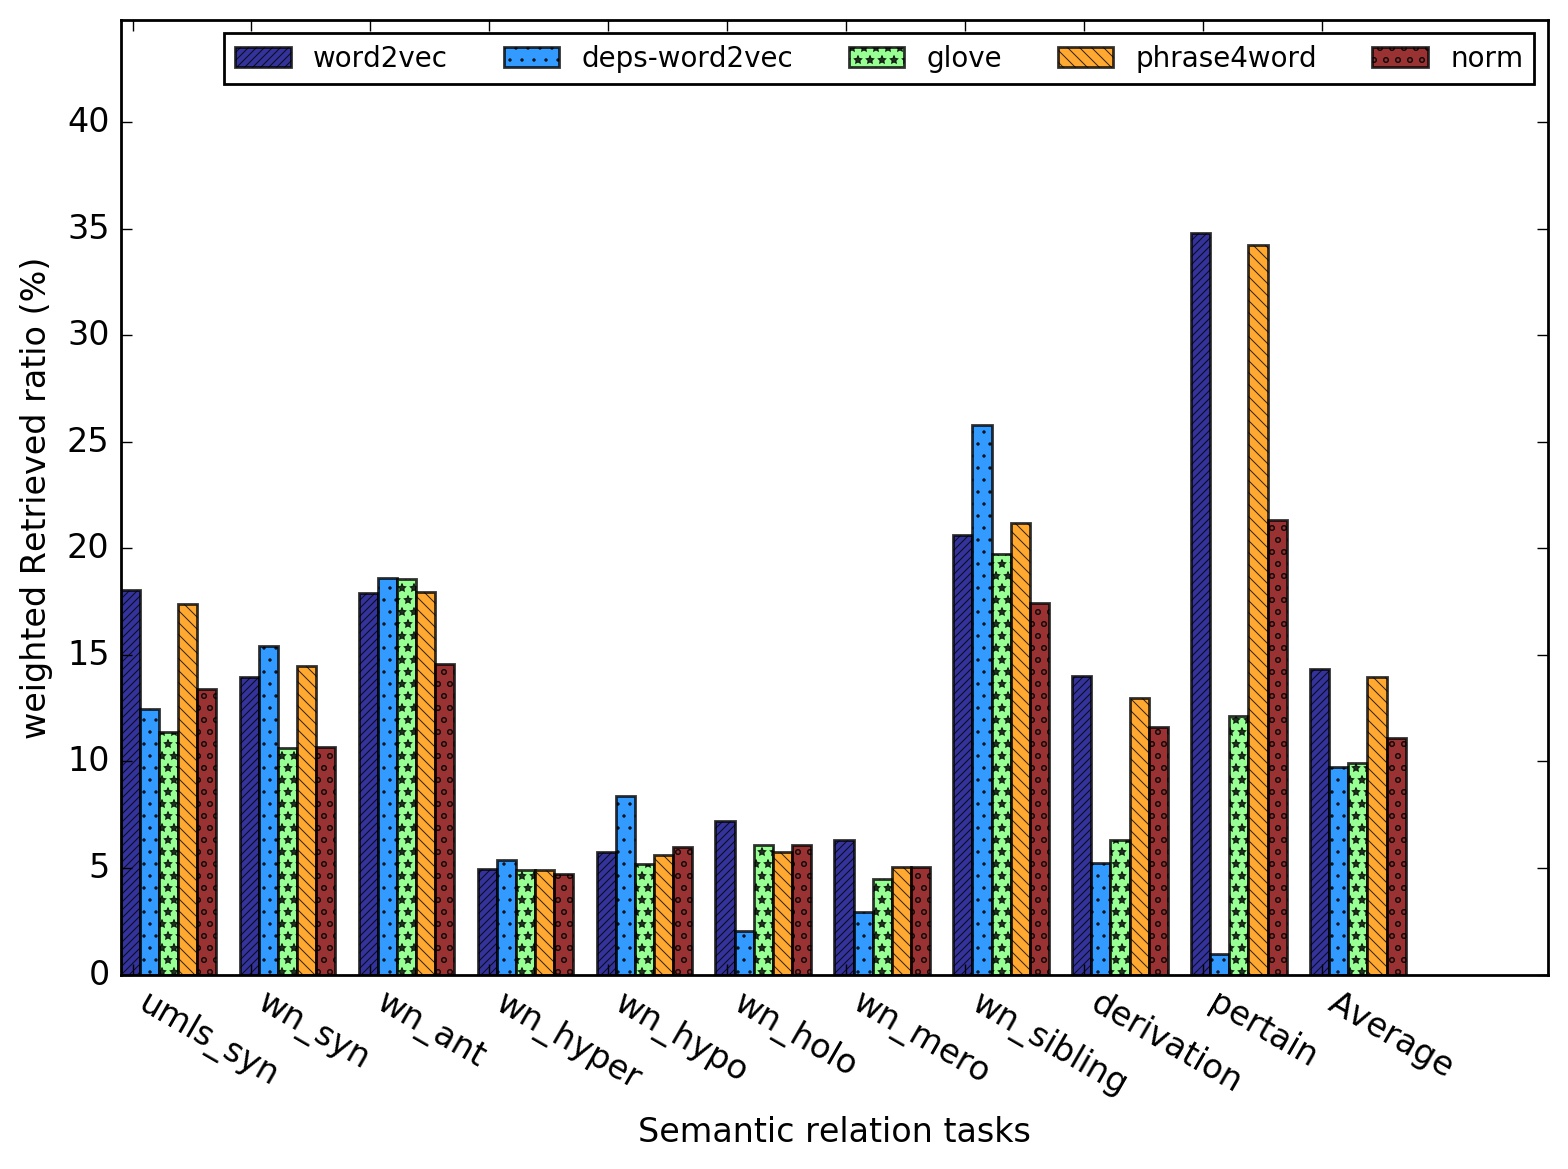 word2vec deps-word2vec glove phrase4word norm
weighted Retrieved ratio (%)
40
35
30
25
20
15
10
5
0
umls_syn wn_syn wn_ant wn_hyper wn_hypo wn_holo wn_mero wn_sibling derivation pertain Average
Semantic relation tasks